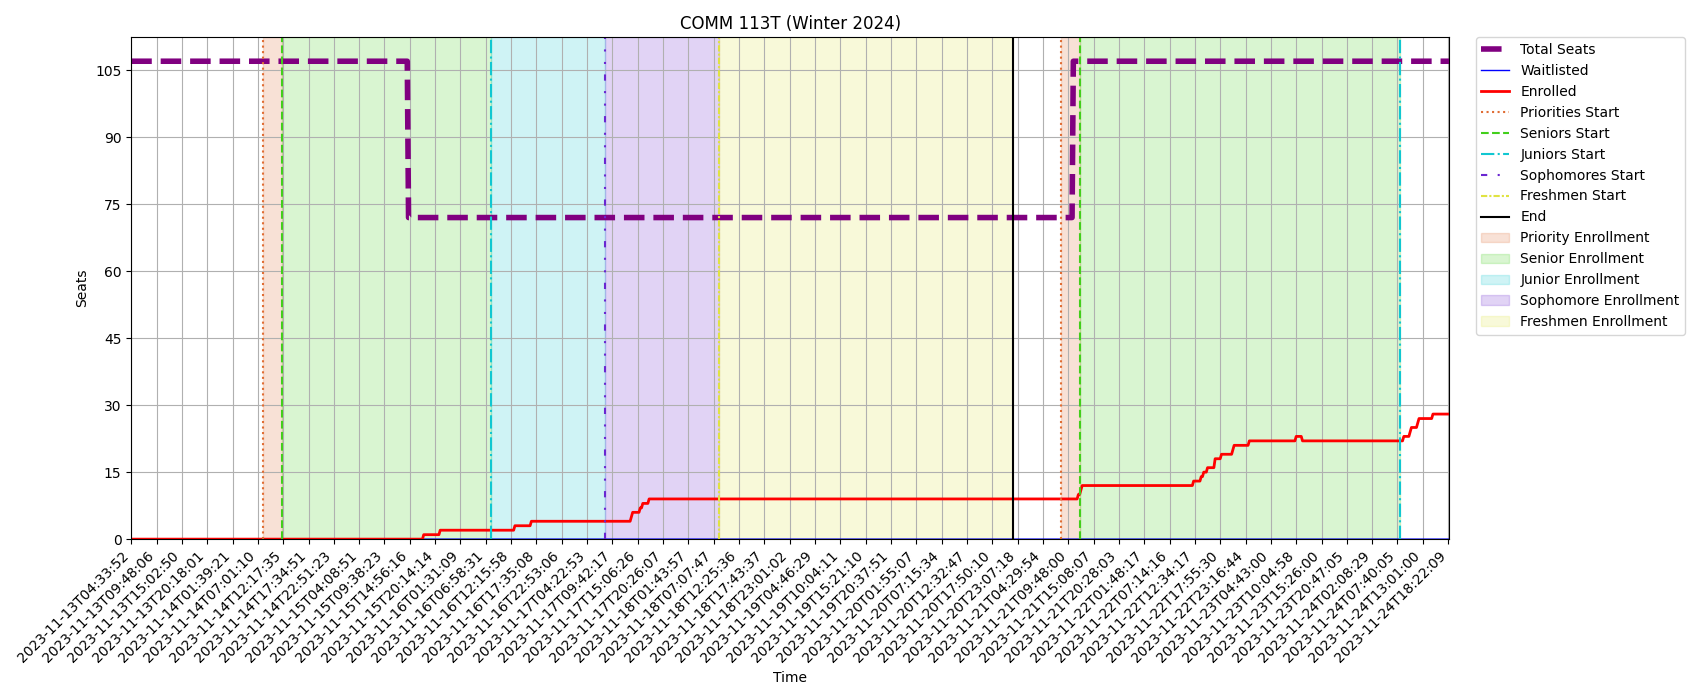 COMM 113T (Winter 2024)
Seats
105
90
75
60
45
30
15
0
2023-11-13T04:33:52
2023-11-13T09:48:06
2023-11-13T15:02:50
2023-11-13T20:18:01
2023-11-14T01:39:21
2023-11-14T07:01:10
2023-11-14T12:17:35
2023-11-14T17:34:51
2023-11-14T22:51:23
2023-11-15T04:08:51
2023-11-15T09:38:23
2023-11-15T14:56:16
2023-11-15T20:14:14
2023-11-16T01:31:09
2023-11-16T06:58:31
2023-11-16T12:15:58
2023-11-16T17:35:08
2023-11-16T22:53:06
2023-11-17T04:22:53
2023-11-17T09:42:17
2023-11-17T15:06:26
2023-11-17T20:26:07
2023-11-18T01:43:57
2023-11-18T07:07:47
2023-11-18T12:25:36
2023-11-18T17:43:37
2023-11-18T23:01:02
2023-11-19T04:46:29
2023-11-19T10:04:11
2023-11-19T15:21:10
2023-11-19T20:37:51
2023-11-20T01:55:07
2023-11-20T07:15:34
2023-11-20T12:32:47
2023-11-20T17:50:16
2023-11-20T23:07:18
2023-11-21T04:29:54
2023-11-21T09:48:00
2023-11-21T15:08:07
2023-11-21T20:28:03
2023-11-22T01:48:17
2023-11-22T07:14:16
2023-11-22T12:34:17
2023-11-22T17:55:30
2023-11-22T23:16:44
2023-11-23T04:43:00
2023-11-23T10:04:58
2023-11-23T15:26:00
2023-11-23T20:47:05
2023-11-24T02:08:29
2023-11-24T07:40:05
2023-11-24T13:01:00
2023-11-24T18:22:09
Time
Total Seats
Waitlisted
Enrolled
Priorities Start
Seniors Start
Juniors Start
Sophomores Start
Freshmen Start
End
Priority Enrollment
Senior Enrollment
Junior Enrollment
Sophomore Enrollment
Freshmen Enrollment